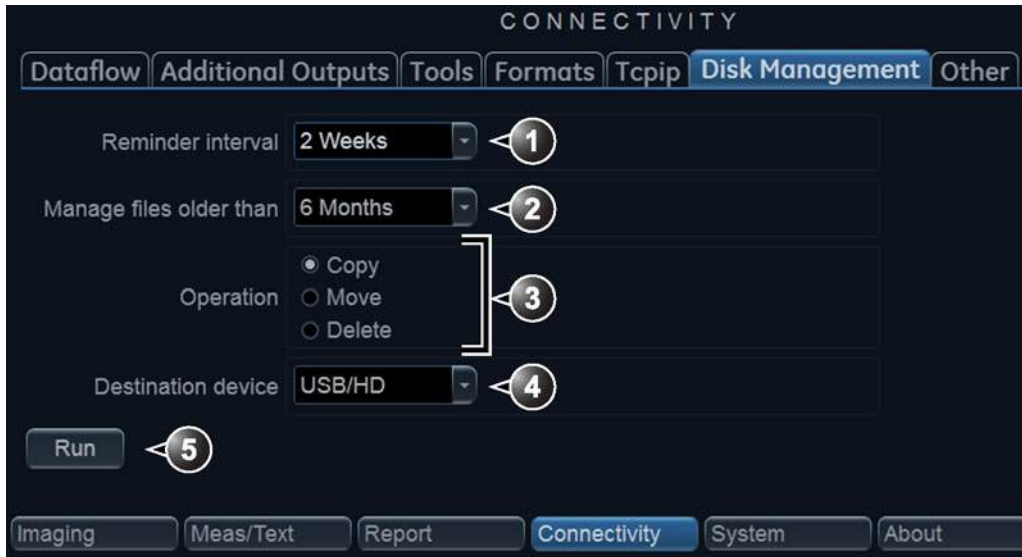 CONNECTIVITY
Dataflow Additional Outputs Tools Formats Tcpip Disk Management Other
Reminder interval 2 Weeks 1
Manage files older than 6 Months 2
Copy
Operation Move 3
Delete
Destination device USB/HD 4
Run 5
Imaging Meas/Text Report Connectivity System About